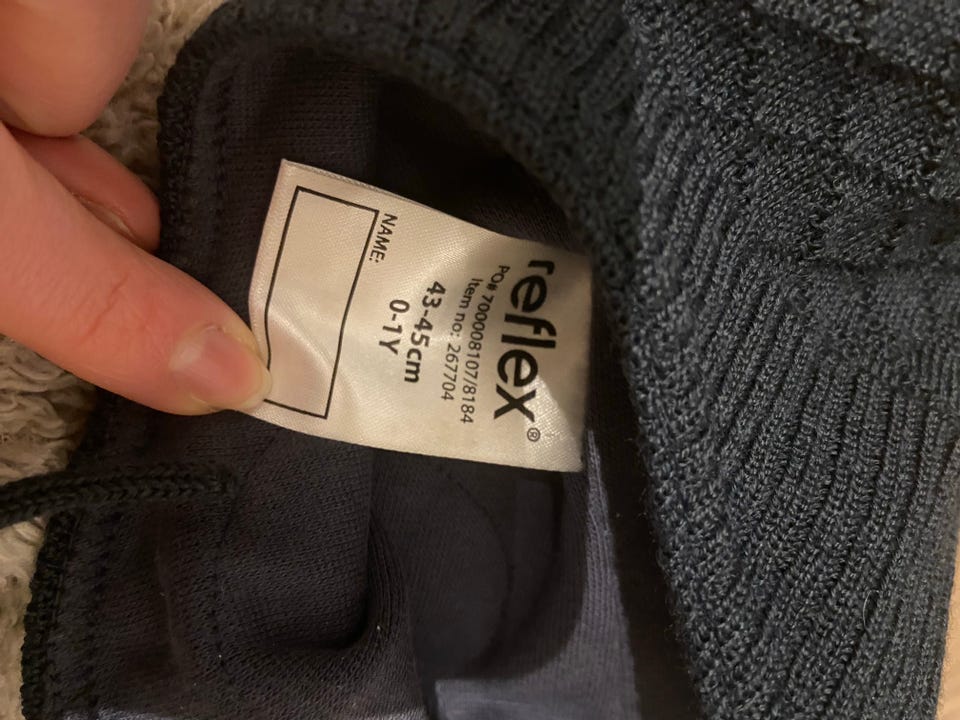 reflex®
PO# 700008107/8184
Item no: 267704
43-45cm
0-1Y
NAME: